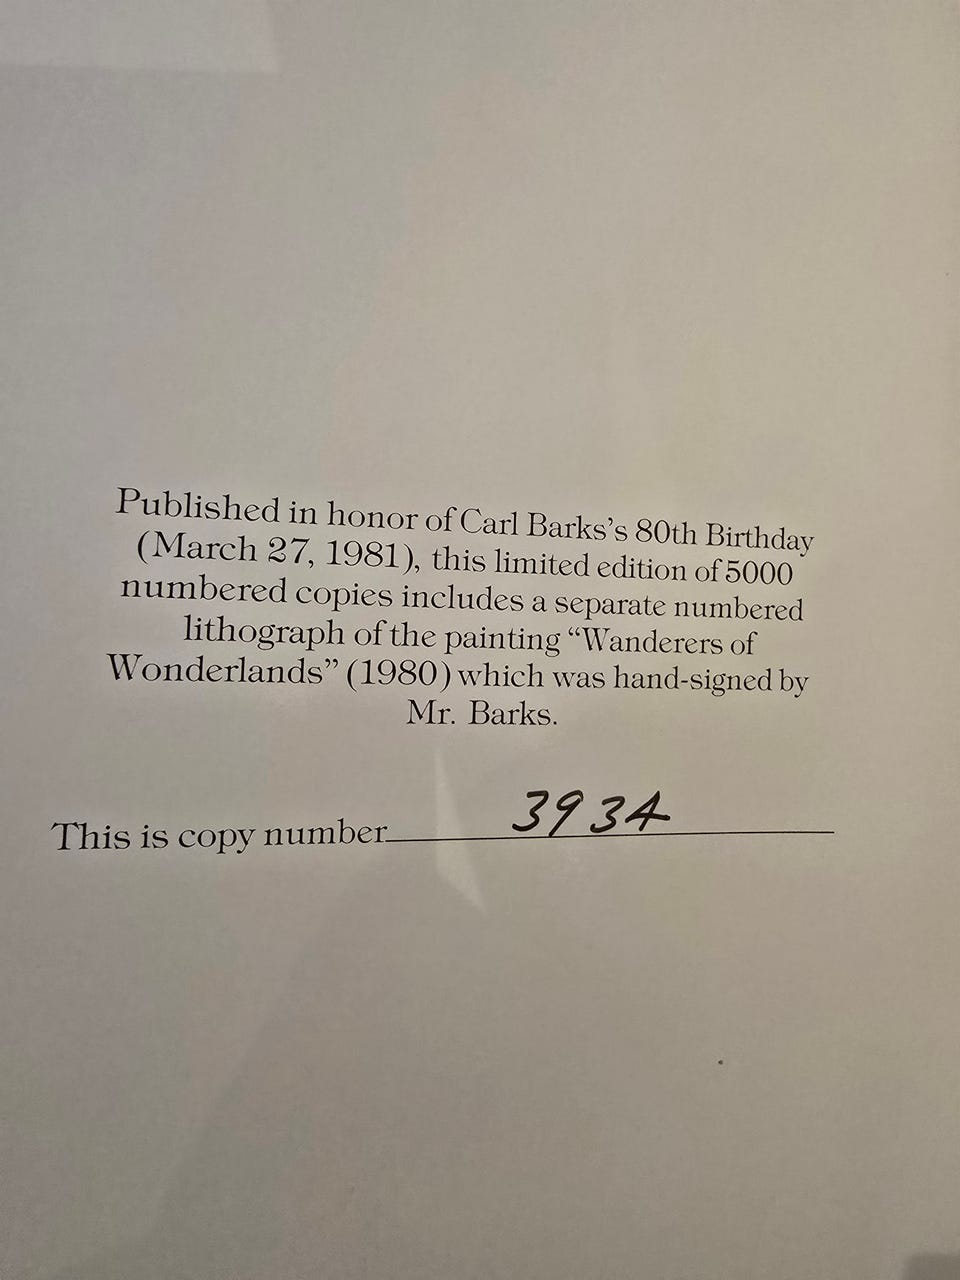 Published in honor of Carl Barks's 80th Birthday
(March 27, 1981), this limited edition of 5000
numbered copies includes a separate numbered
lithograph of the painting “Wanderers of
Wonderlands” (1980) which was hand-signed by
Mr. Barks.
This is copy number 3934